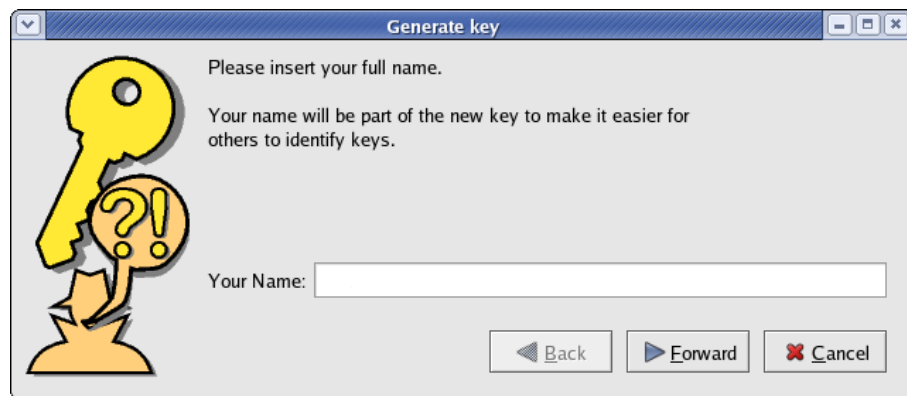 Generate key
Please insert your full name.
Your name will be part of the new key to make it easier for
others to identify keys.
?!
Your Name:
Back
Forward
Cancel